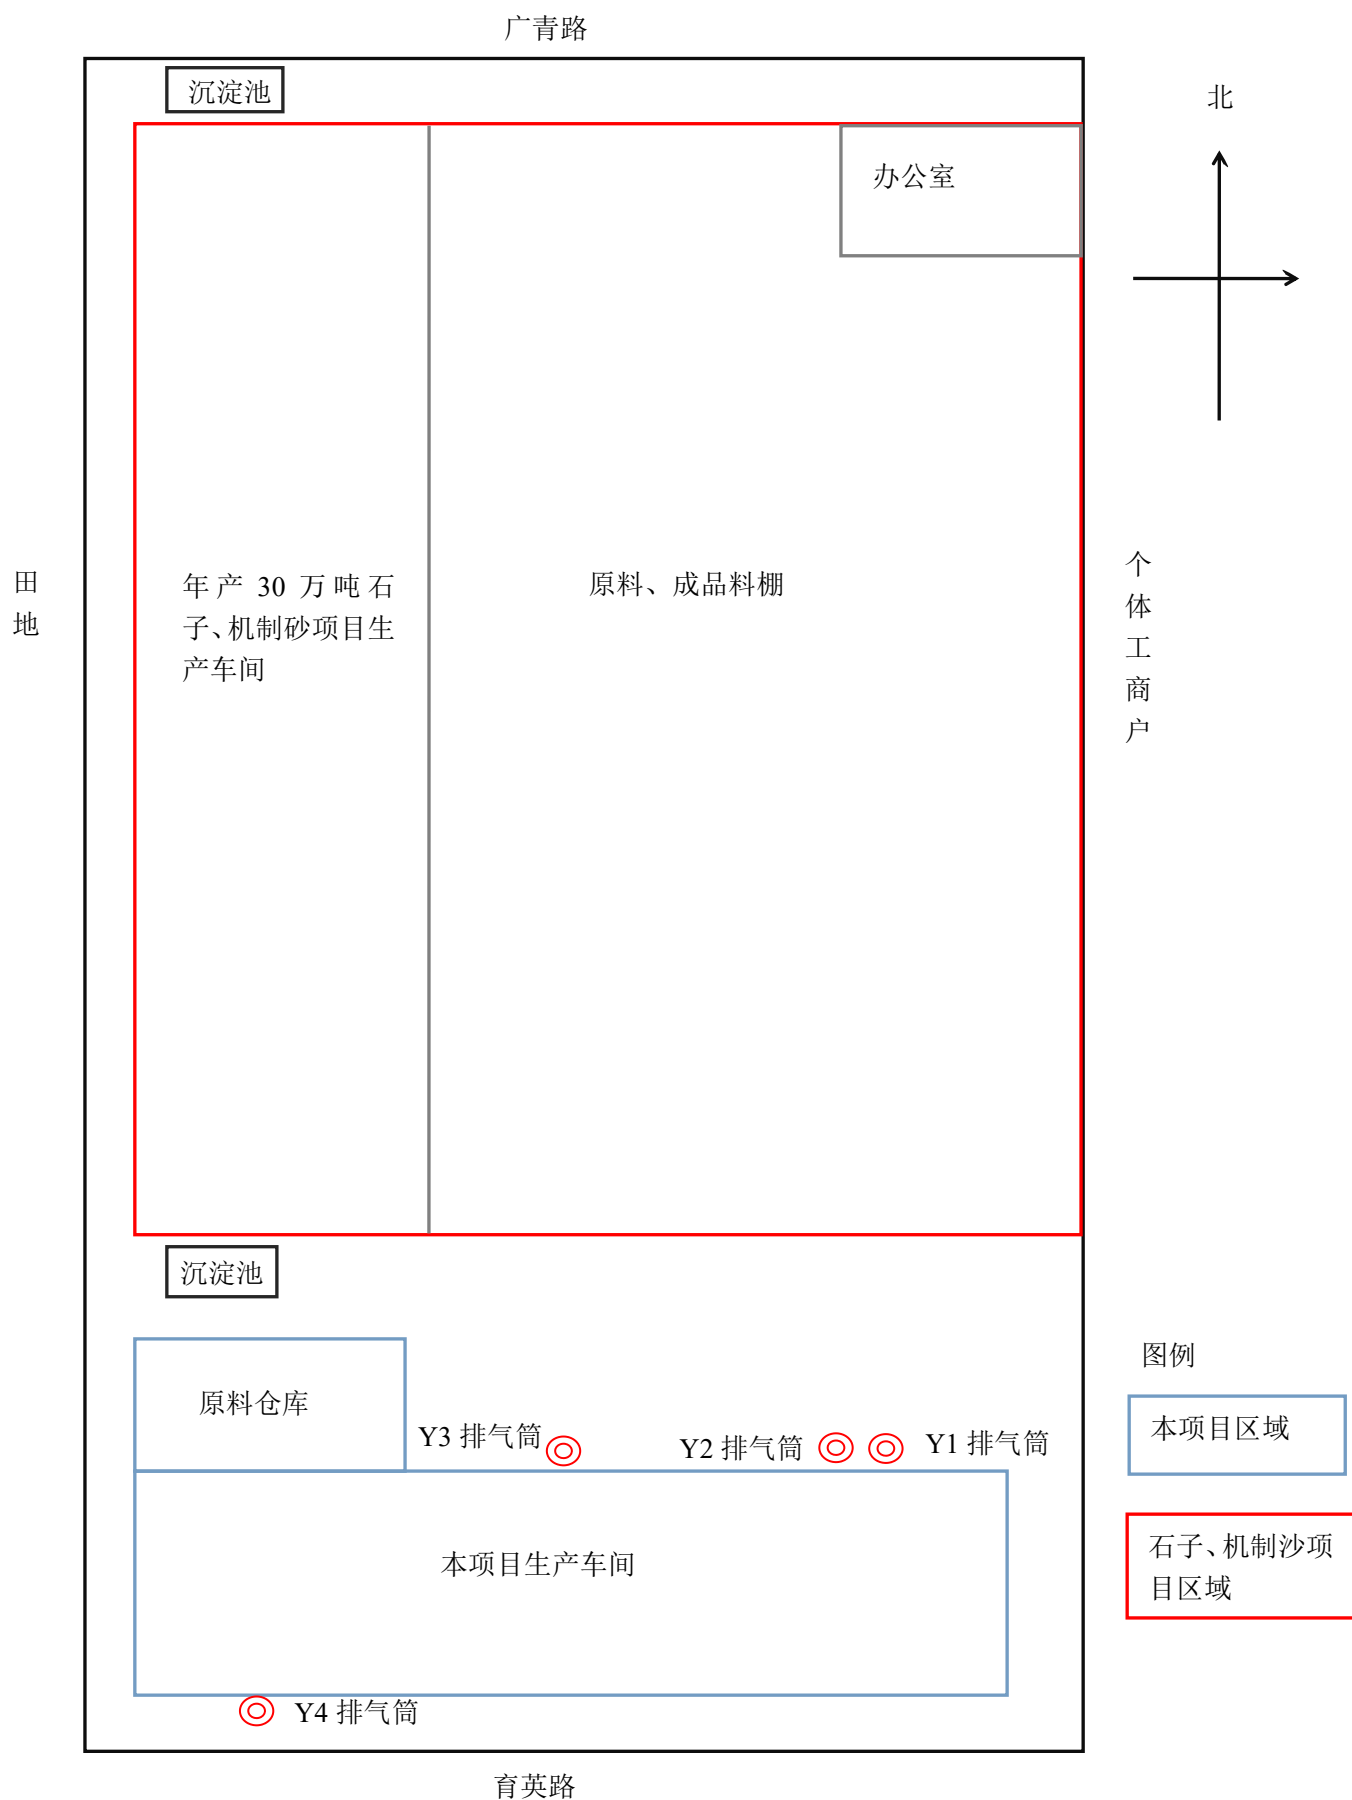 广青路
沉淀池
北
办公室
田
地
年产 30 万吨石
子、机制砂项目生
产车间
原料、成品料棚
个
体
工
商
户
沉淀池
图例
原料仓库
本项目区域
Y3 排气筒
Y2 排气筒
Y1 排气筒
石子、机制沙项
目区域
本项目生产车间
Y4 排气筒
育英路